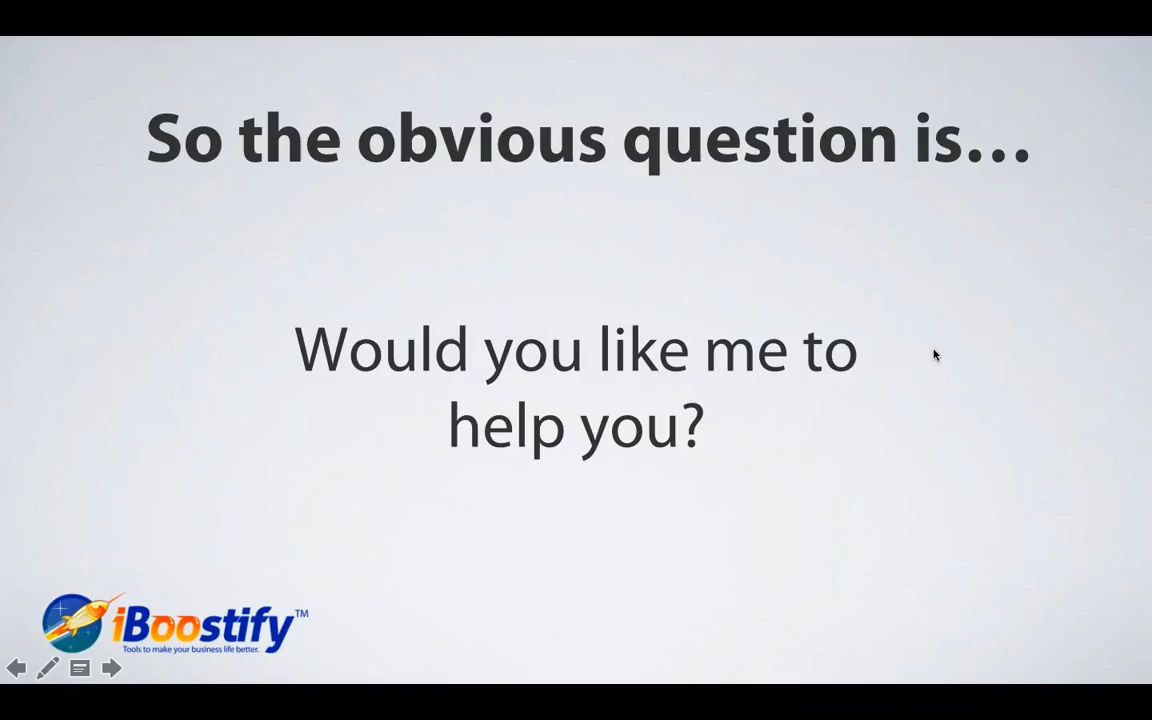 So the obvious question is…
Would you like me to
help you?
iBoostify™
Tools to make your business life better.